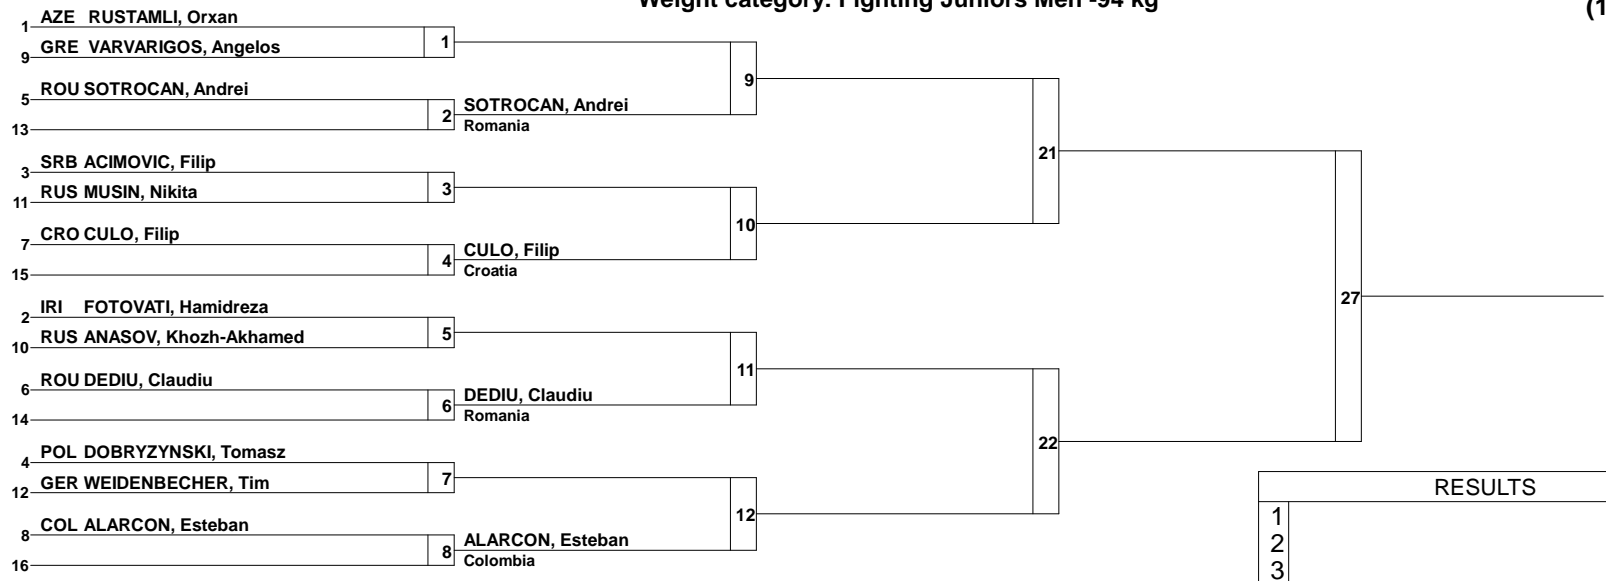 Weight category: Fighting Juniors Men -94 kg
(1
1 AZE RUSTAMLI, Orxan
9 GRE VARVARIGOS, Angelos
1
5 ROU SOTROCAN, Andrei
13
2
SOTROCAN, Andrei
Romania
9
3 SRB ACIMOVIC, Filip
11 RUS MUSIN, Nikita
3
7 CRO CULO, Filip
15
4
CULO, Filip
Croatia
10
21
2 IRI FOTOVATI, Hamidreza
10 RUS ANASOV, Khozh-Akhamed
5
6 ROU DEDIU, Claudiu
14
6
DEDIU, Claudiu
Romania
11
4 POL DOBRYZYNSKI, Tomasz
12 GER WEIDENBECHER, Tim
7
8 COL ALARCON, Esteban
16
8
ALARCON, Esteban
Colombia
12
22
27
RESULTS
1
2
3